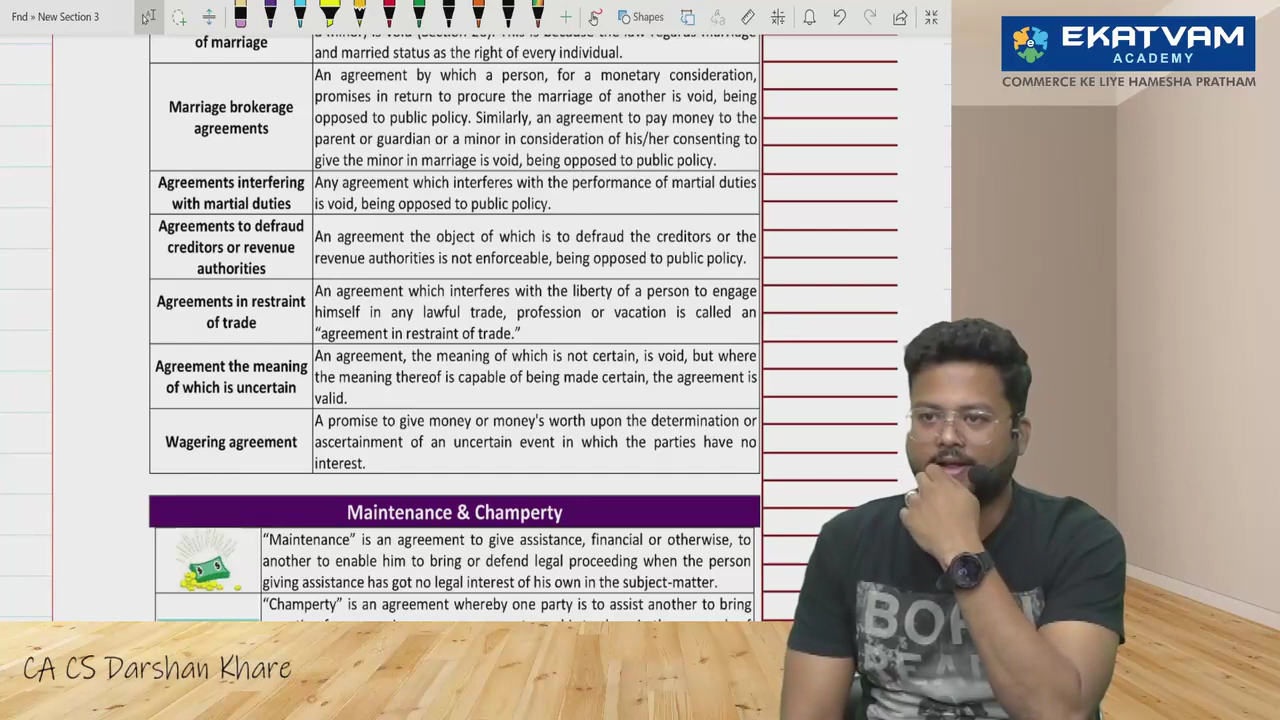 Fnd » New Section 3
Shapes
EKATVAM
ACADEMY
COMMERCE KE LIYE HAMESHA PRATHAM
of marriage
and married status as the right of every individual.
Marriage brokerage
agreements
An agreement by which a person, for a monetary consideration,
promises in return to procure the marriage of another is void, being
opposed to public policy. Similarly, an agreement to pay money to the
parent or guardian or a minor in consideration of his/her consenting to
give the minor in marriage is void, being opposed to public policy.
Agreements interfering
with martial duties
Any agreement which interferes with the performance of martial duties
is void, being opposed to public policy.
Agreements to defraud
creditors or revenue
authorities
An agreement the object of which is to defraud the creditors or the
revenue authorities is not enforceable, being opposed to public policy.
Agreements in restraint
of trade
An agreement which interferes with the liberty of a person to engage
himself in any lawful trade, profession or vacation is called an
“agreement in restraint of trade.”
Agreement the meaning
of which is uncertain
An agreement, the meaning of which is not certain, is void, but where
the meaning thereof is capable of being made certain, the agreement is
valid.
Wagering agreement
A promise to give money or money's worth upon the determination or
ascertainment of an uncertain event in which the parties have no
interest.
Maintenance & Champerty
“Maintenance” is an agreement to give assistance, financial or otherwise, to
another to enable him to bring or defend legal proceeding when the person
giving assistance has got no legal interest of his own in the subject-matter.
“Champerty” is an agreement whereby one party is to assist another to bring
CA CS Darshan Khare